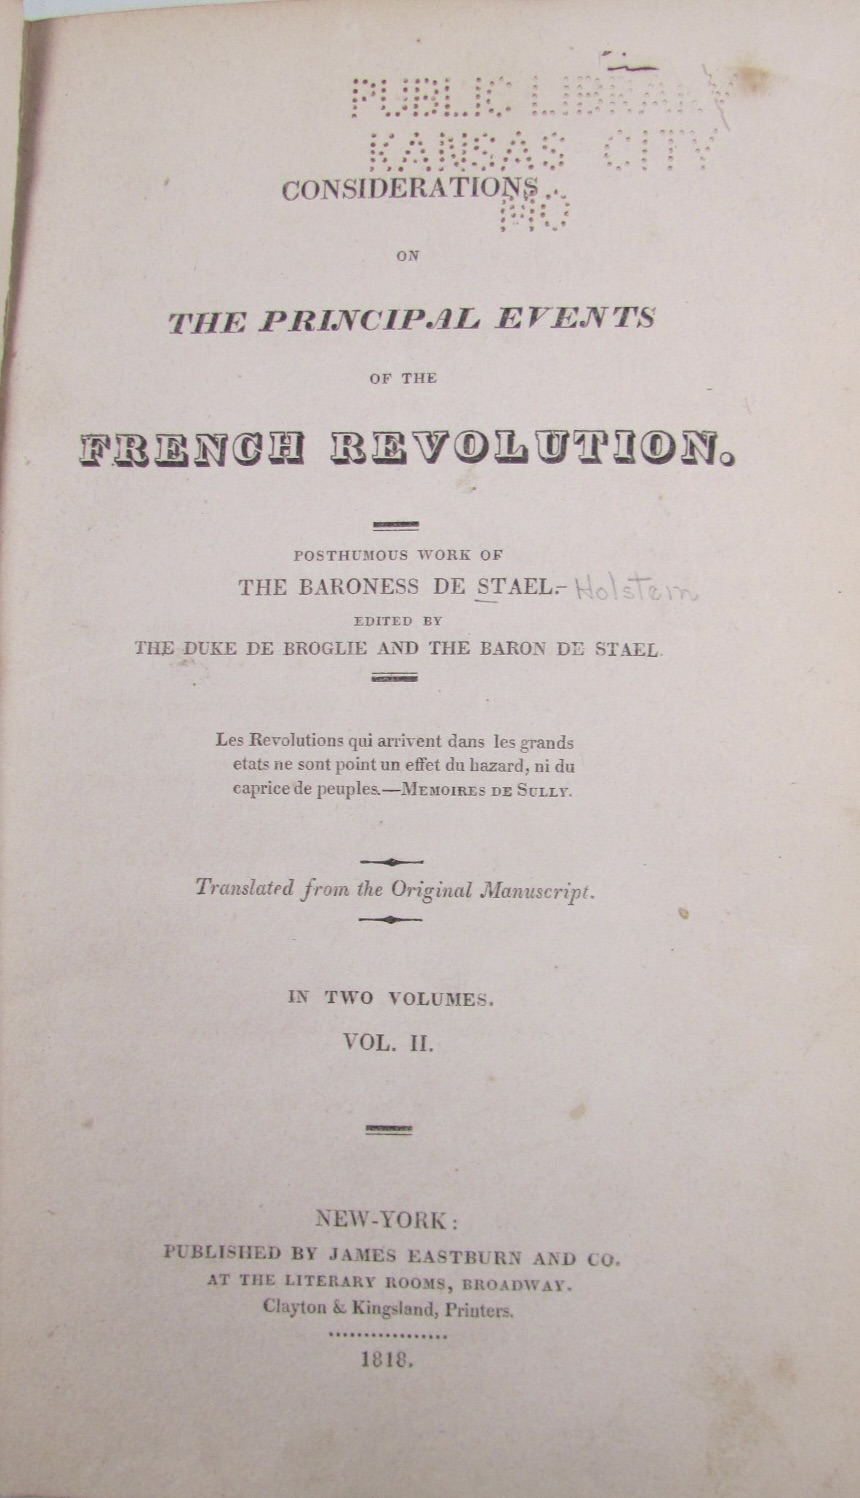 PUBLIC LIBRARY
KANSAS CITY
MO
CONSIDERATIONS
ON
THE PRINCIPAL EVENTS
OF THE
FRENCH REVOLUTION.
POSTHUMOUS WORK OF
THE BARONESS DE STAEL.- Holstein
EDITED BY
THE DUKE DE BROGLIE AND THE BARON DE STAEL.
Les Revolutions qui arrivent dans les grands
etats ne sont point un effet du hazard, ni du
caprice de peuples.—MEMOIRES DE SULLY.
Translated from the Original Manuscript.
IN TWO VOLUMES.
VOL. II.
NEW-YORK:
PUBLISHED BY JAMES EASTBURN AND CO.
AT THE LITERARY ROOMS, BROADWAY.
Clayton & Kingsland, Printers.
1818.